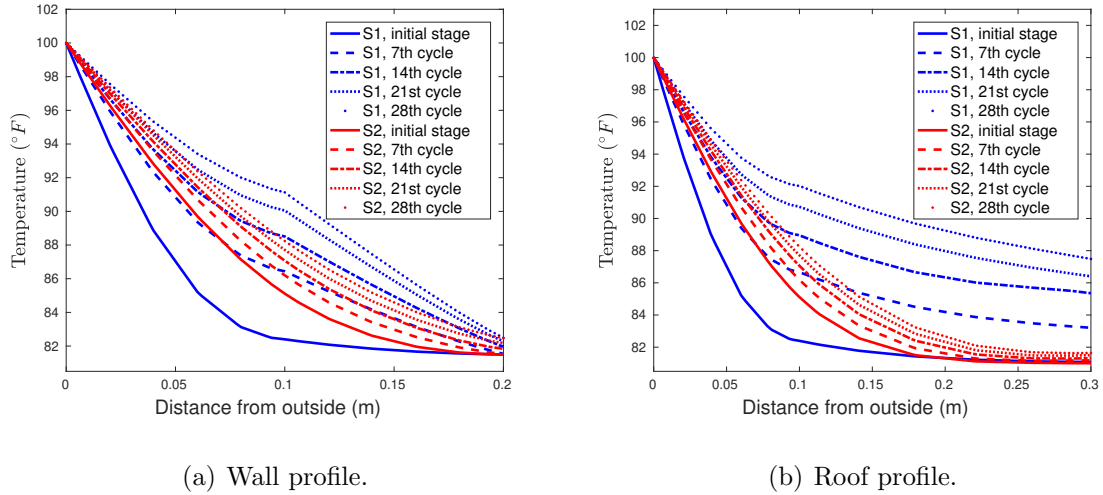 Temperature (°F)
100
98
96
94
92
90
88
86
84
82
0
0.05
0.1
0.15
0.2
Distance from outside (m)
S1, initial stage
S1, 7th cycle
S1, 14th cycle
S1, 21st cycle
S1, 28th cycle
S2, initial stage
S2, 7th cycle
S2, 14th cycle
S2, 21st cycle
S2, 28th cycle
(a) Wall profile.
Temperature (°F)
100
98
96
94
92
90
88
86
84
82
0
0.05
0.1
0.15
0.2
0.25
0.3
Distance from outside (m)
S1, initial stage
S1, 7th cycle
S1, 14th cycle
S1, 21st cycle
S1, 28th cycle
S2, initial stage
S2, 7th cycle
S2, 14th cycle
S2, 21st cycle
S2, 28th cycle
(b) Roof profile.